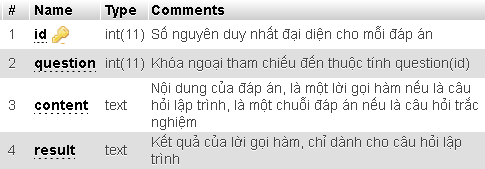 # Name Type Comments
1 id int(11) Số nguyên duy nhất đại diện cho mỗi đáp án
2 question int(11) Khóa ngoại tham chiếu đến thuộc tính question(id)
3 content text Nội dung của đáp án, là một lời gọi hàm nếu là câu
hỏi lập trình, là một chuỗi đáp án nếu là câu hỏi trắc
nghiệm
4 result text Kết quả của lời gọi hàm, chỉ dành cho câu hỏi lập
trình